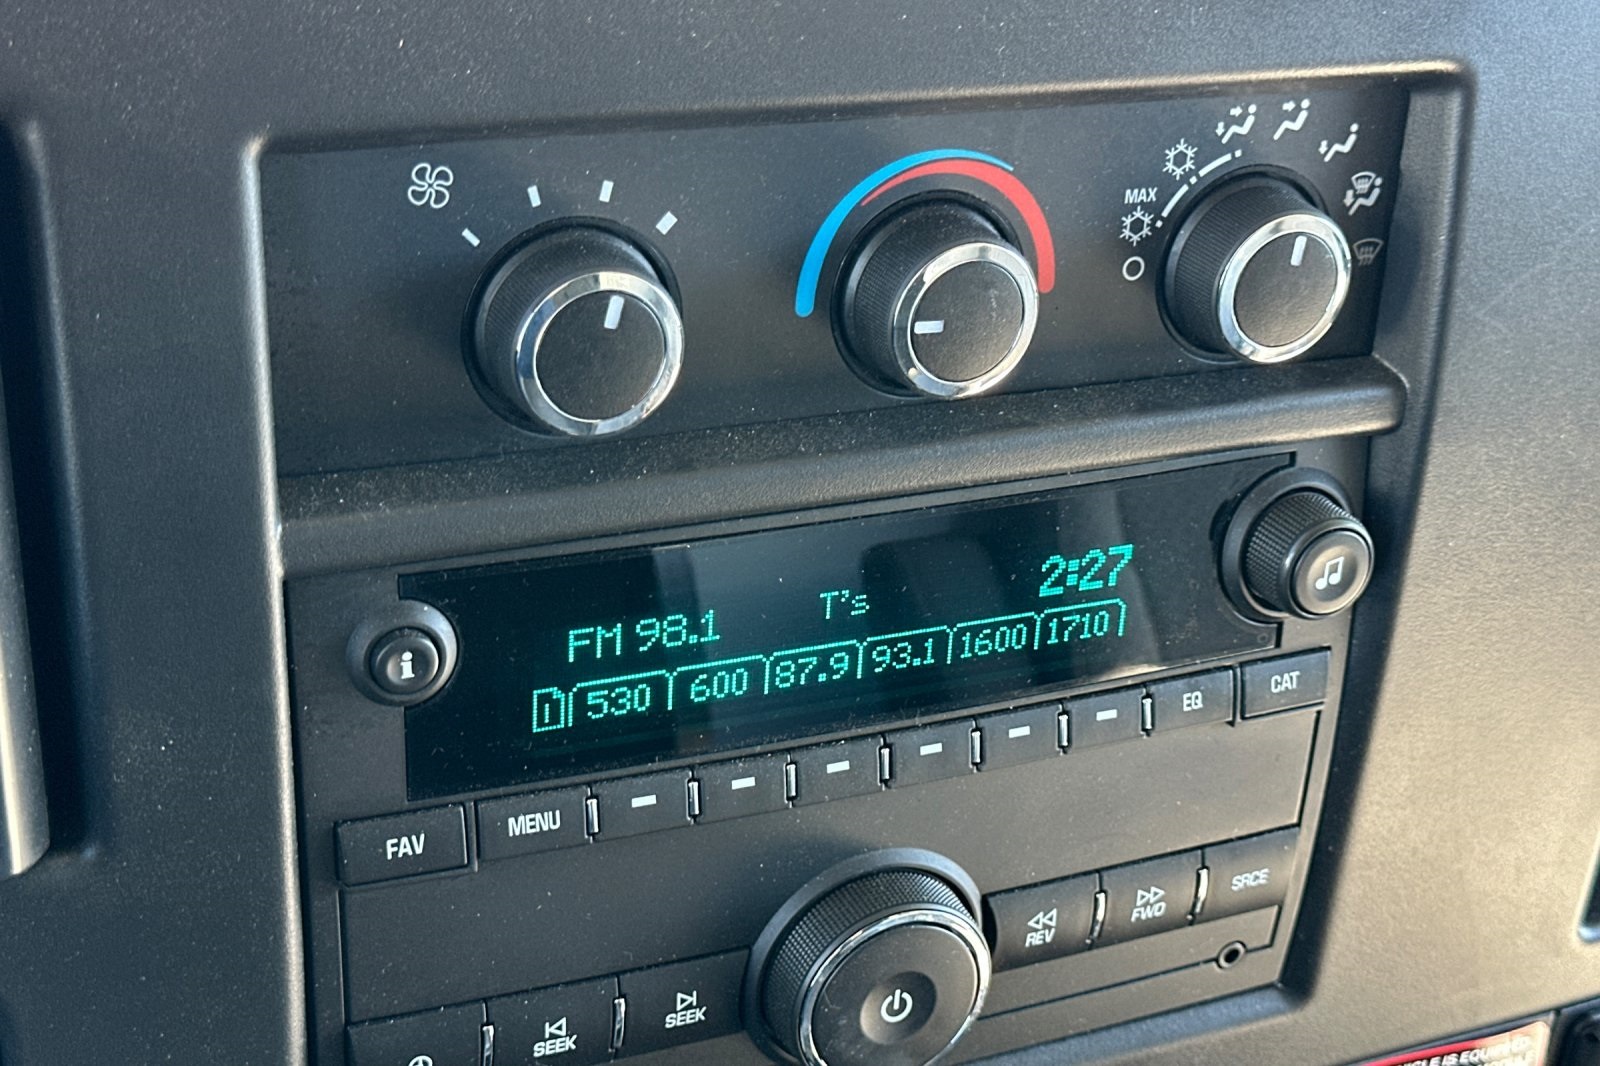 MAX
2:27
FM 98.1 T's
1 530 600 87.9 93.1 1600 1710
i
FAV MENU EQ CAT
REV FWD SRCE
SEEK SEEK